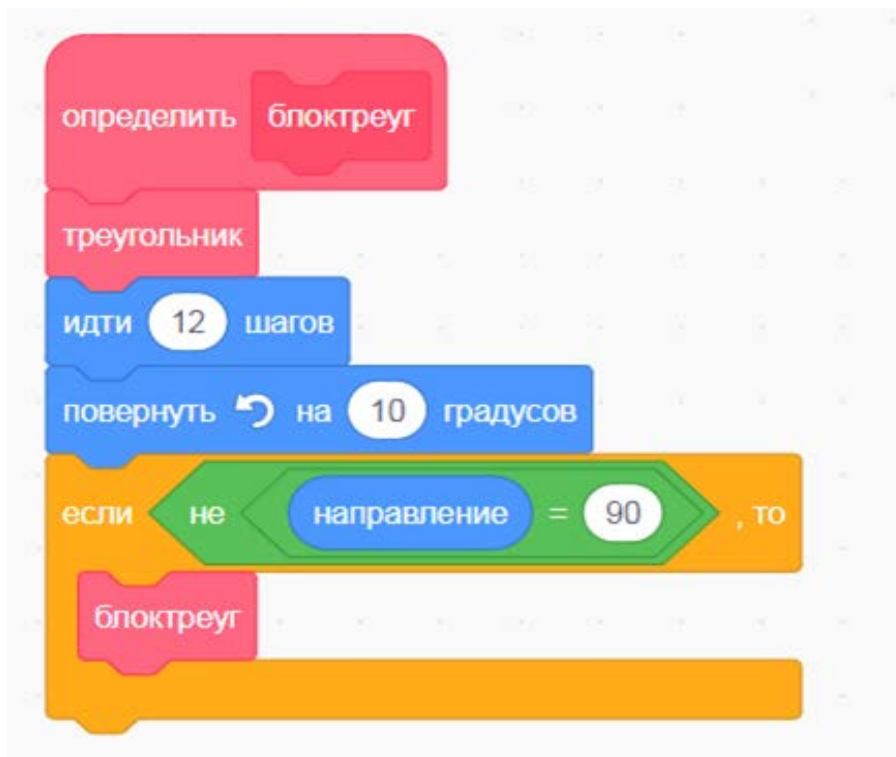 определить блоктреуг
треугольник
идти 12 шагов
повернуть на 10 градусов
если не направление = 90 , то
блоктреуг